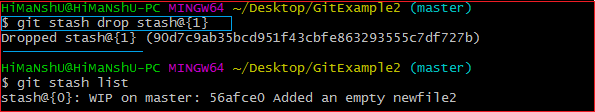 HiMaNshU@HiMaNshU-PC MINGW64 ~/Desktop/GitExample2 (master)
$ git stash drop stash@{1}
Dropped stash@{1} (90d7c9ab35bcd951f43cbfe863293555c7df727b)
HiMaNshU@HiMaNshU-PC MINGW64 ~/Desktop/GitExample2 (master)
$ git stash list
stash@{0}: WIP on master: 56afce0 Added an empty newfile2